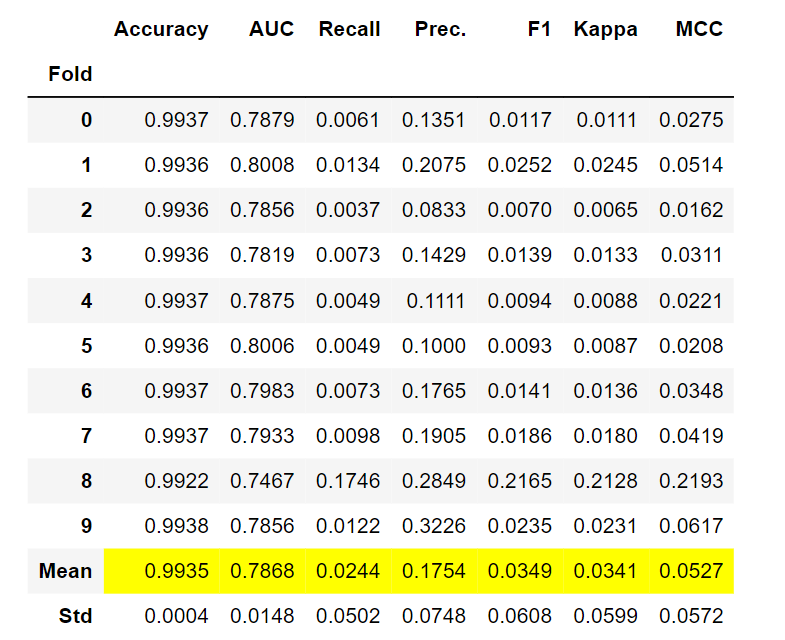 Accuracy AUC Recall Prec. F1 Kappa MCC
Fold
0 0.9937 0.7879 0.0061 0.1351 0.0117 0.0111 0.0275
1 0.9936 0.8008 0.0134 0.2075 0.0252 0.0245 0.0514
2 0.9936 0.7856 0.0037 0.0833 0.0070 0.0065 0.0162
3 0.9936 0.7819 0.0073 0.1429 0.0139 0.0133 0.0311
4 0.9937 0.7875 0.0049 0.1111 0.0094 0.0088 0.0221
5 0.9936 0.8006 0.0049 0.1000 0.0093 0.0087 0.0208
6 0.9937 0.7983 0.0073 0.1765 0.0141 0.0136 0.0348
7 0.9937 0.7933 0.0098 0.1905 0.0186 0.0180 0.0419
8 0.9922 0.7467 0.1746 0.2849 0.2165 0.2128 0.2193
9 0.9938 0.7856 0.0122 0.3226 0.0235 0.0231 0.0617
Mean 0.9935 0.7868 0.0244 0.1754 0.0349 0.0341 0.0527
Std 0.0004 0.0148 0.0502 0.0748 0.0608 0.0599 0.0572